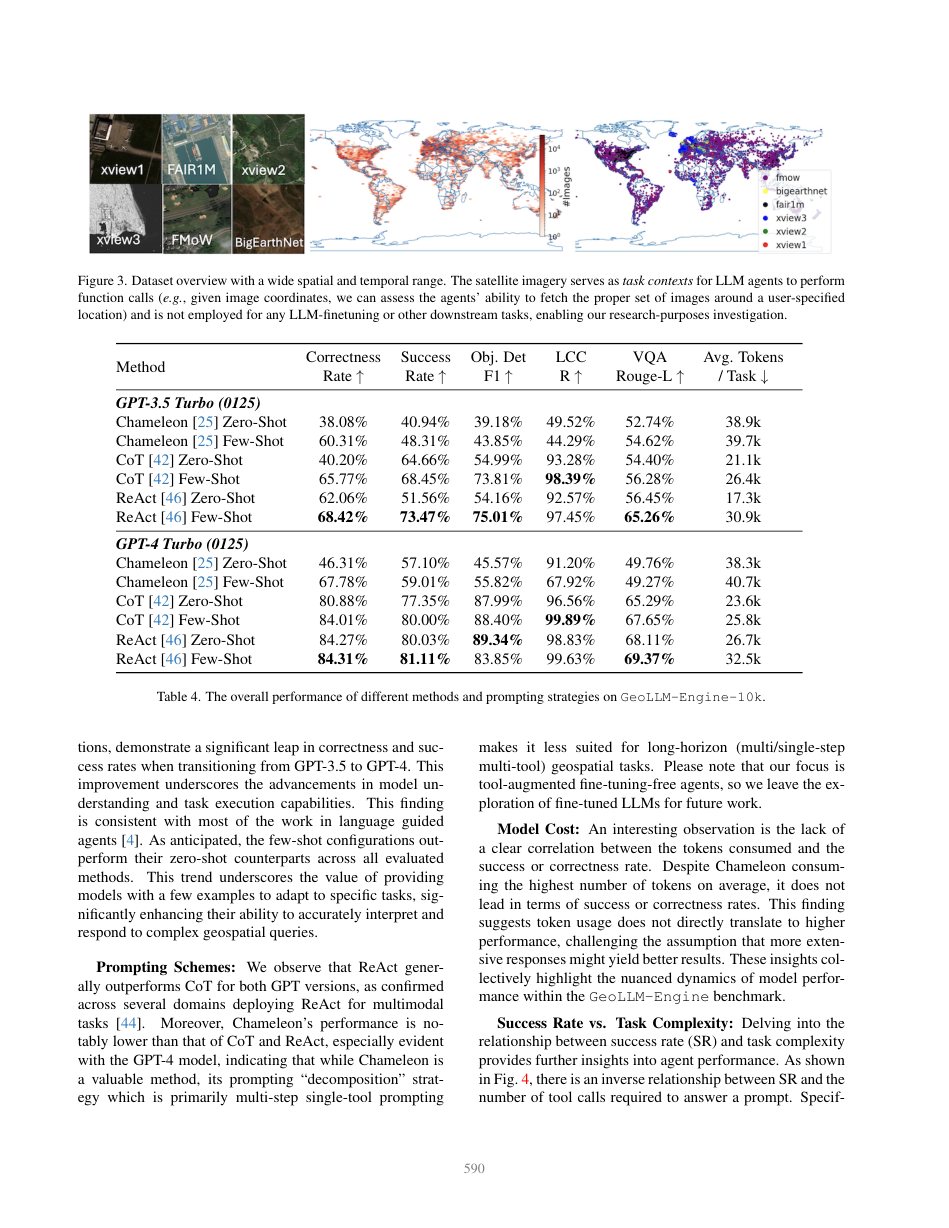 xview1
FAIR1M
xview2
xview3
FMoW
BigEarthNet
10⁴
10³
10²
10¹
10⁰
#Images
fmow
bigearthnet
fair1m
xview3
xview2
xview1
Figure 3. Dataset overview with a wide spatial and temporal range. The satellite imagery serves as task contexts for LLM agents to perform
function calls (e.g., given image coordinates, we can assess the agents’ ability to fetch the proper set of images around a user-specified
location) and is not employed for any LLM-finetuning or other downstream tasks, enabling our research-purposes investigation.
Method Correctness Rate ↑ Success Rate ↑ Obj. Det F1 ↑ LCC R ↑ VQA Rouge-L ↑ Avg. Tokens / Task ↓
GPT-3.5 Turbo (0125)
Chameleon [25] Zero-Shot 38.08% 40.94% 39.18% 49.52% 52.74% 38.9k
Chameleon [25] Few-Shot 60.31% 48.31% 43.85% 44.29% 54.62% 39.7k
CoT [42] Zero-Shot 40.20% 64.66% 54.99% 93.28% 54.40% 21.1k
CoT [42] Few-Shot 65.77% 68.45% 73.81% 98.39% 56.28% 26.4k
ReAct [46] Zero-Shot 62.06% 51.56% 54.16% 92.57% 56.45% 17.3k
ReAct [46] Few-Shot 68.42% 73.47% 75.01% 97.45% 65.26% 30.9k
GPT-4 Turbo (0125)
Chameleon [25] Zero-Shot 46.31% 57.10% 45.57% 91.20% 49.76% 38.3k
Chameleon [25] Few-Shot 67.78% 59.01% 55.82% 67.92% 49.27% 40.7k
CoT [42] Zero-Shot 80.88% 77.35% 87.99% 96.56% 65.29% 23.6k
CoT [42] Few-Shot 84.01% 80.00% 88.40% 99.89% 67.65% 25.8k
ReAct [46] Zero-Shot 84.27% 80.03% 89.34% 98.83% 68.11% 26.7k
ReAct [46] Few-Shot 84.31% 81.11% 83.85% 99.63% 69.37% 32.5k
Table 4. The overall performance of different methods and prompting strategies on GeoLLM-Engine-10k.
tions, demonstrate a significant leap in correctness and suc-
cess rates when transitioning from GPT-3.5 to GPT-4. This
improvement underscores the advancements in model un-
derstanding and task execution capabilities. This finding
is consistent with most of the work in language guided
agents [4]. As anticipated, the few-shot configurations out-
perform their zero-shot counterparts across all evaluated
methods. This trend underscores the value of providing
models with a few examples to adapt to specific tasks, sig-
nificantly enhancing their ability to accurately interpret and
respond to complex geospatial queries.
Prompting Schemes: We observe that ReAct gener-
ally outperforms CoT for both GPT versions, as confirmed
across several domains deploying ReAct for multimodal
tasks [44]. Moreover, Chameleon’s performance is no-
tably lower than that of CoT and ReAct, especially evident
with the GPT-4 model, indicating that while Chameleon is
a valuable method, its prompting “decomposition” strat-
egy which is primarily multi-step single-tool prompting
makes it less suited for long-horizon (multi/single-step
multi-tool) geospatial tasks. Please note that our focus is
tool-augmented fine-tuning-free agents, so we leave the ex-
ploration of fine-tuned LLMs for future work.
Model Cost: An interesting observation is the lack of
a clear correlation between the tokens consumed and the
success or correctness rate. Despite Chameleon consum-
ing the highest number of tokens on average, it does not
lead in terms of success or correctness rates. This finding
suggests token usage does not directly translate to higher
performance, challenging the assumption that more exten-
sive responses might yield better results. These insights col-
lectively highlight the nuanced dynamics of model perfor-
mance within the GeoLLM-Engine benchmark.
Success Rate vs. Task Complexity: Delving into the
relationship between success rate (SR) and task complexity
provides further insights into agent performance. As shown
in Fig. 4, there is an inverse relationship between SR and the
number of tool calls required to answer a prompt. Specif-
590